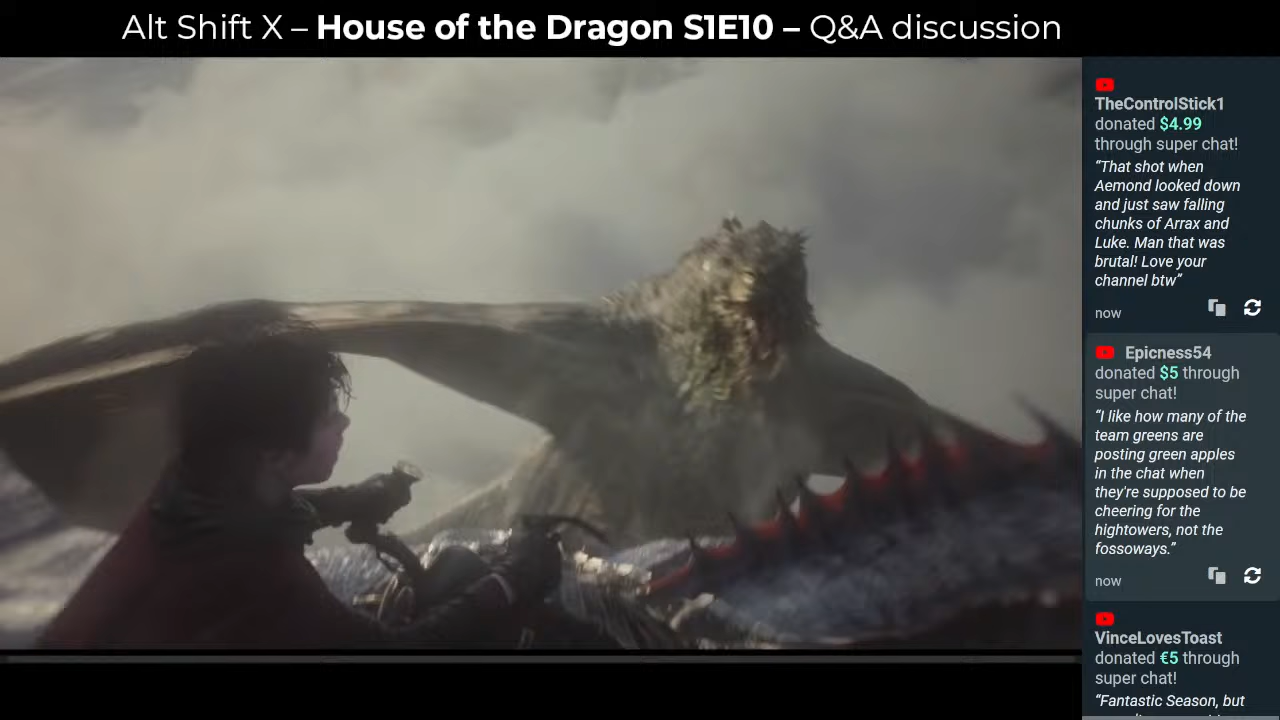 Alt Shift X – House of the Dragon S1E10 – Q&A discussion
TheControlStick1
donated $4.99
through super chat!
“That shot when
Aemond looked down
and just saw falling
chunks of Arrax and
Luke. Man that was
brutal! Love your
channel btw”
now
Epicness54
donated $5 through
super chat!
“I like how many of the
team greens are
posting green apples
in the chat when
they're supposed to be
cheering for the
hightowers, not the
fossoways.”
now
VinceLovesToast
donated €5 through
super chat!
“Fantastic Season, but